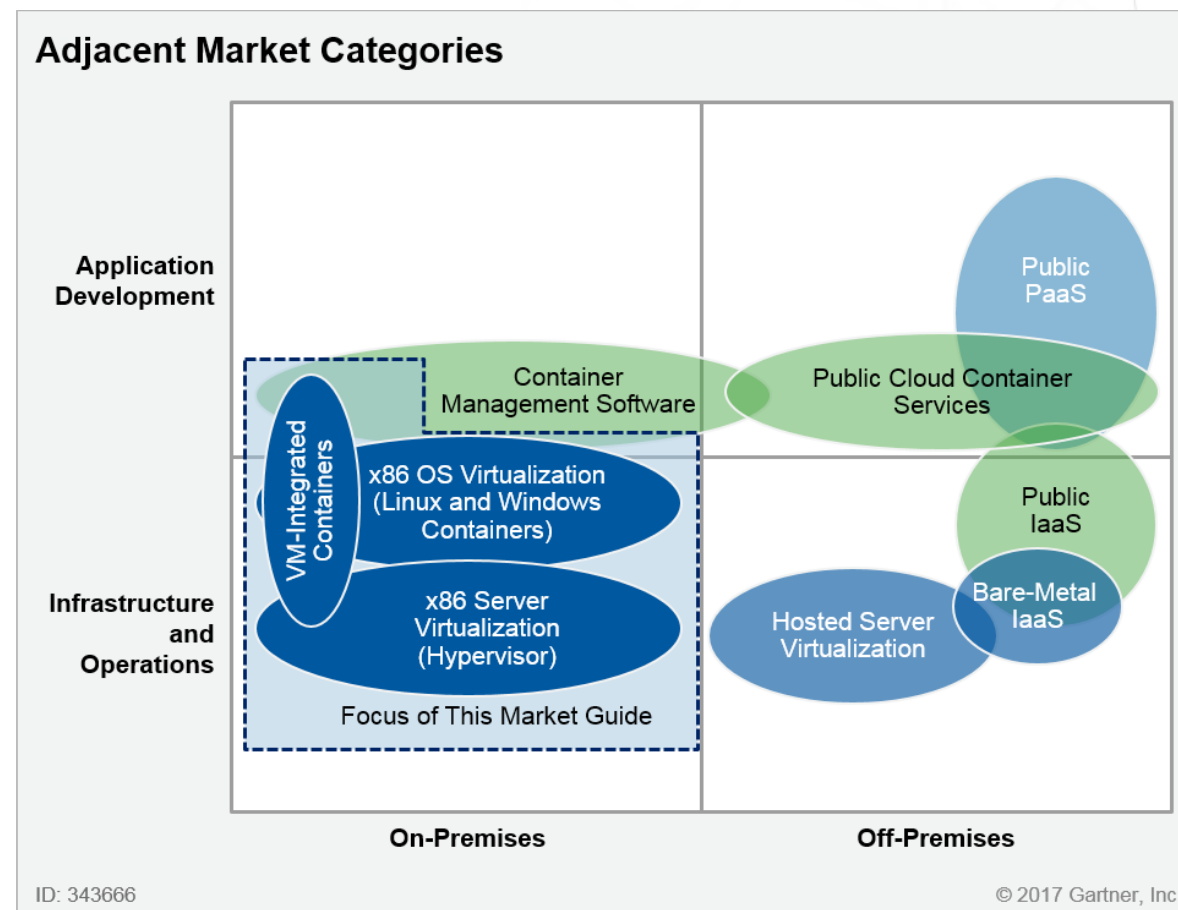 Adjacent Market Categories
Application
Development
Public
PaaS
Container
Management Software
Public Cloud Container
Services
VM-Integrated
Containers
x86 OS Virtualization
(Linux and Windows
Containers)
Public
IaaS
Infrastructure
and
Operations
x86 Server
Virtualization
(Hypervisor)
Hosted Server
Virtualization
Bare-Metal
IaaS
Focus of This Market Guide
On-Premises
Off-Premises
ID: 343666
© 2017 Gartner, Inc